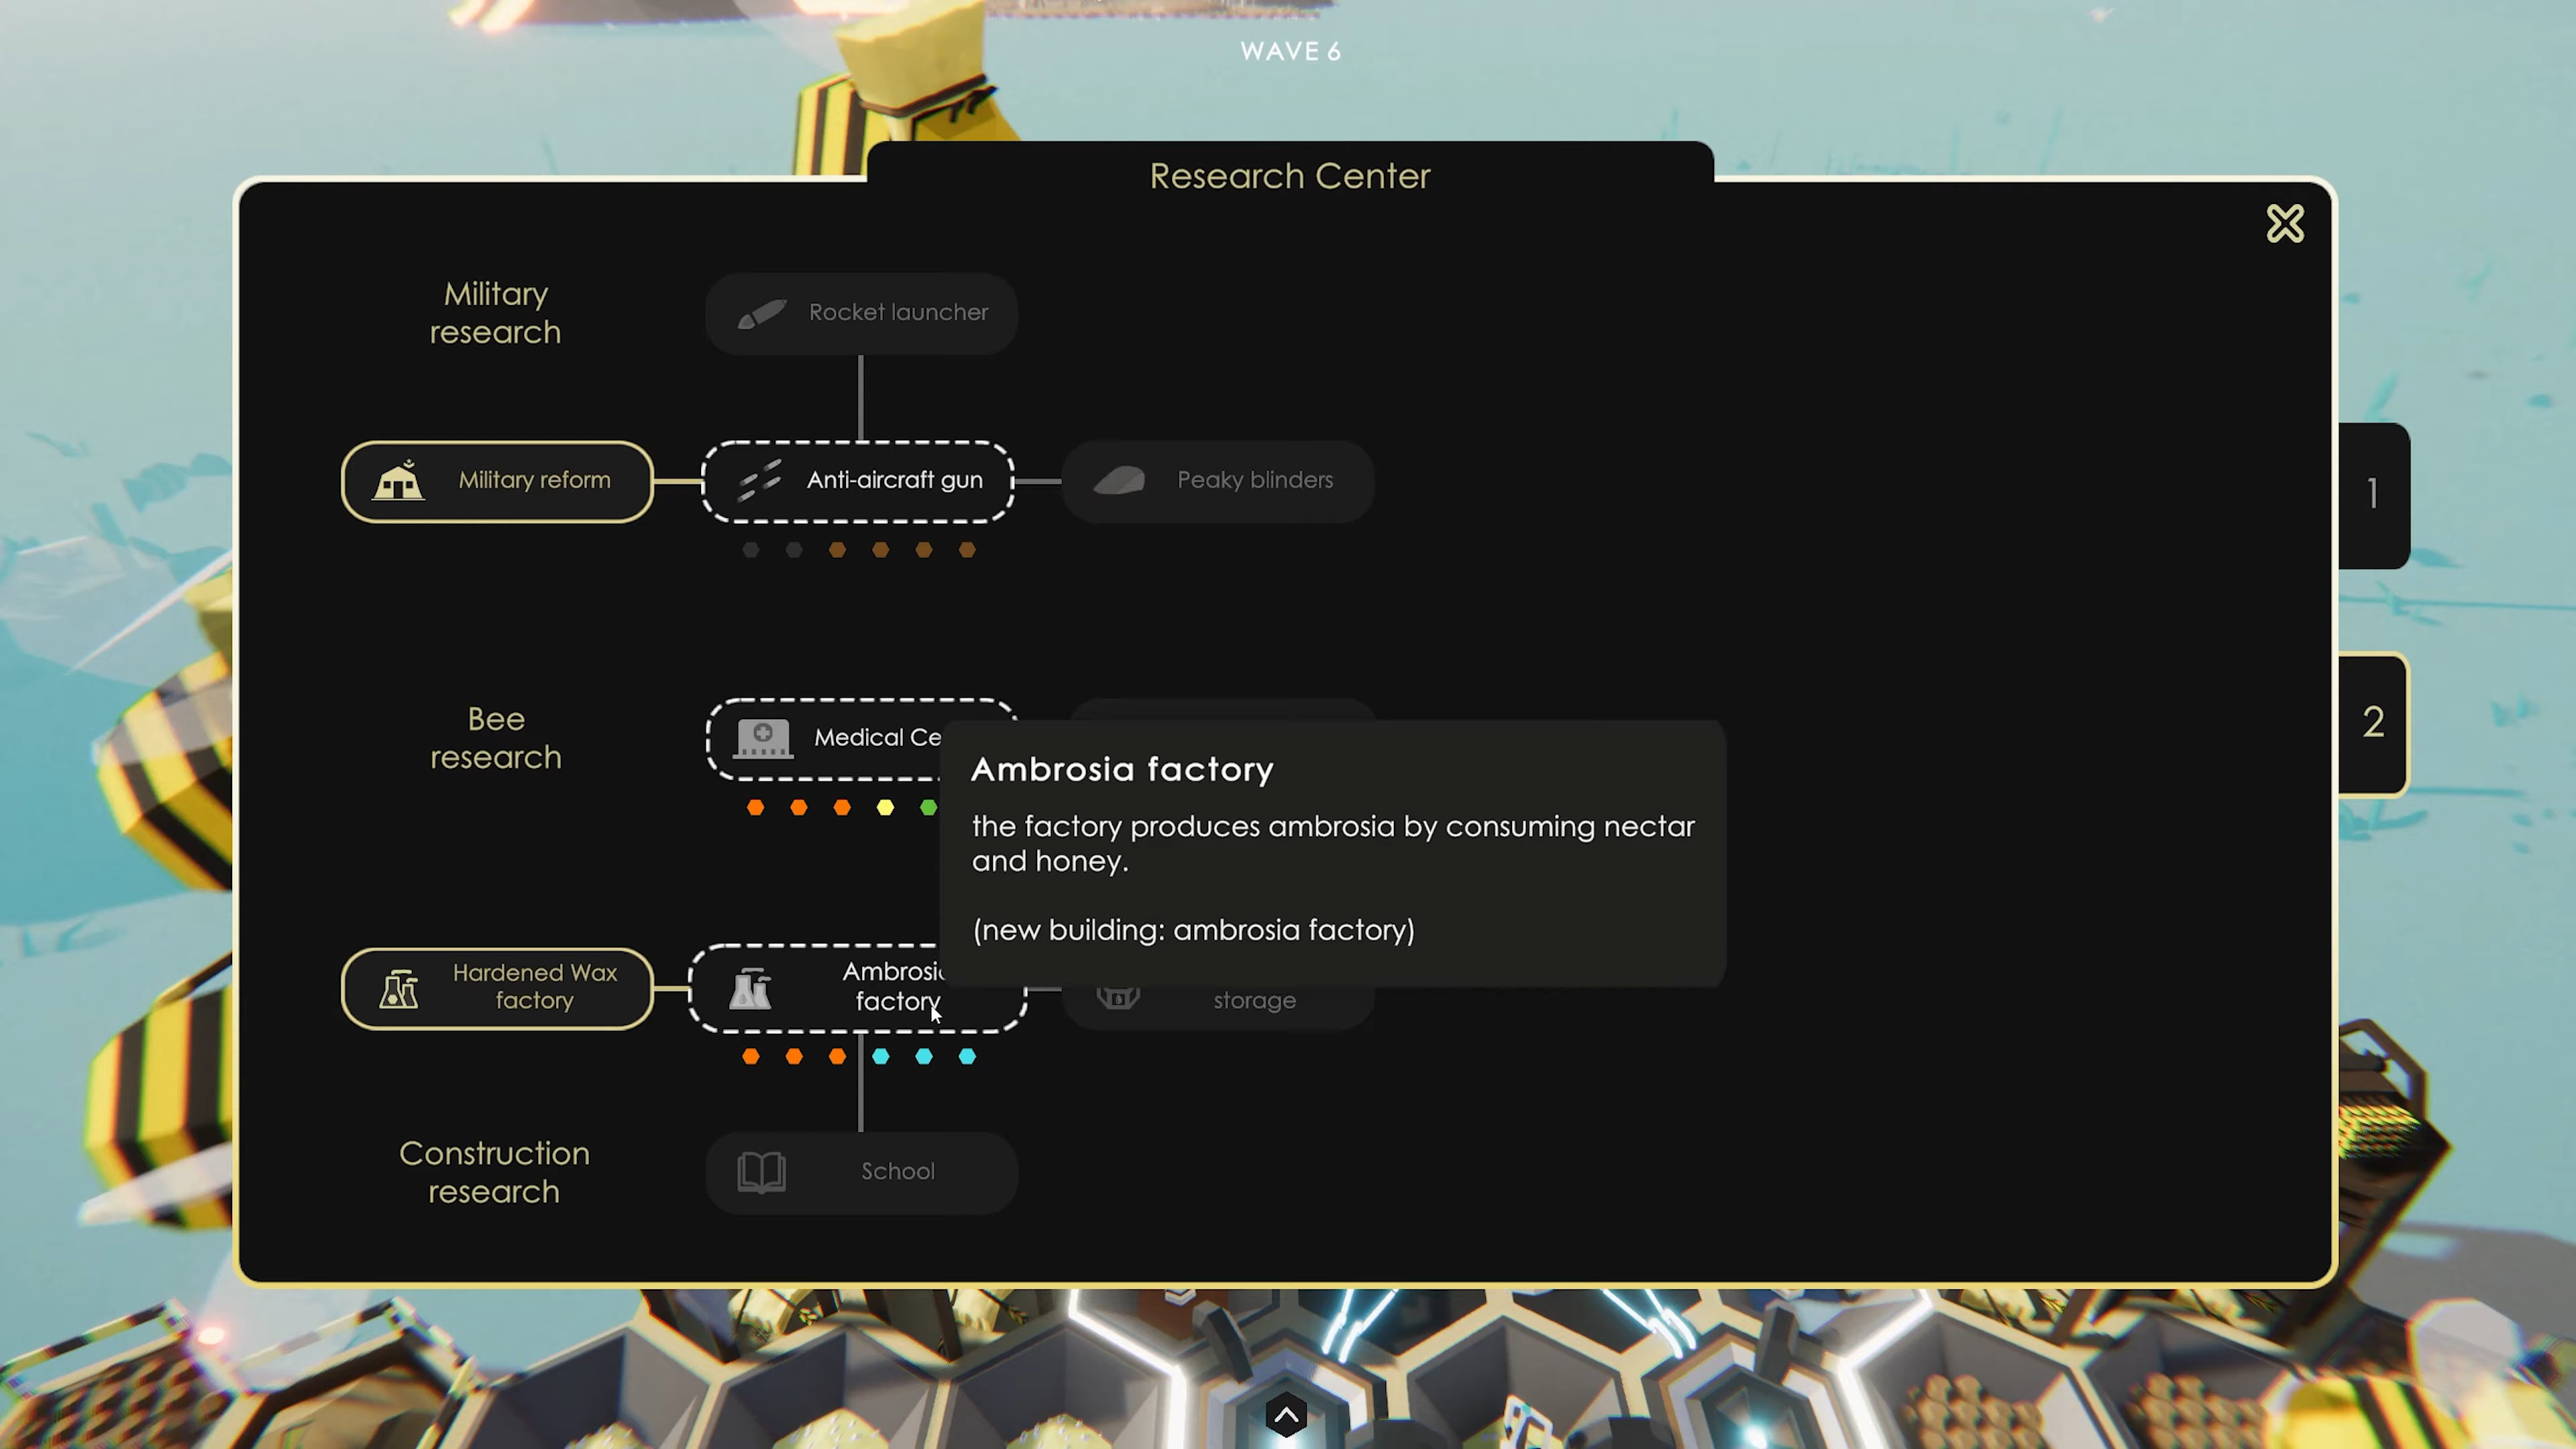 WAVE 6
Research Center
Military
research
Rocket launcher
Military reform
Anti-aircraft gun
Peaky blinders
1
2
Bee
research
Medical Ce
Ambrosia factory
the factory produces ambrosia by consuming nectar
and honey.
(new building: ambrosia factory)
Hardened Wax
factory
Ambrosia
factory
storage
Construction
research
School